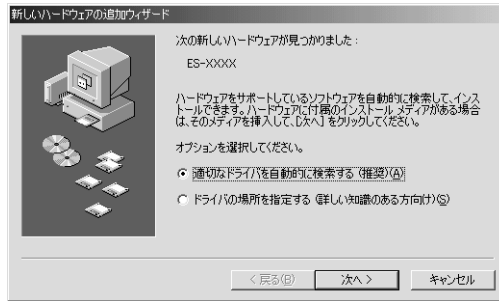 新しいハードウェアの追加ウィザード
次の新しいハードウェアが見つかりました :
ES-XXXX
ハードウェアをサポートしているソフトウェアを自動的に検索して、インス
トールできます。ハードウェアに付属のインストール メディアがある場合
は、そのメディアを挿入して、[次へ] をクリックしてください。
オプションを選択してください。
適切なドライバを自動的に検索する (推奨)(A)
ドライバの場所を指定する (詳しい知識のある方向け)(S)
< 戻る(B) 次へ > キャンセル